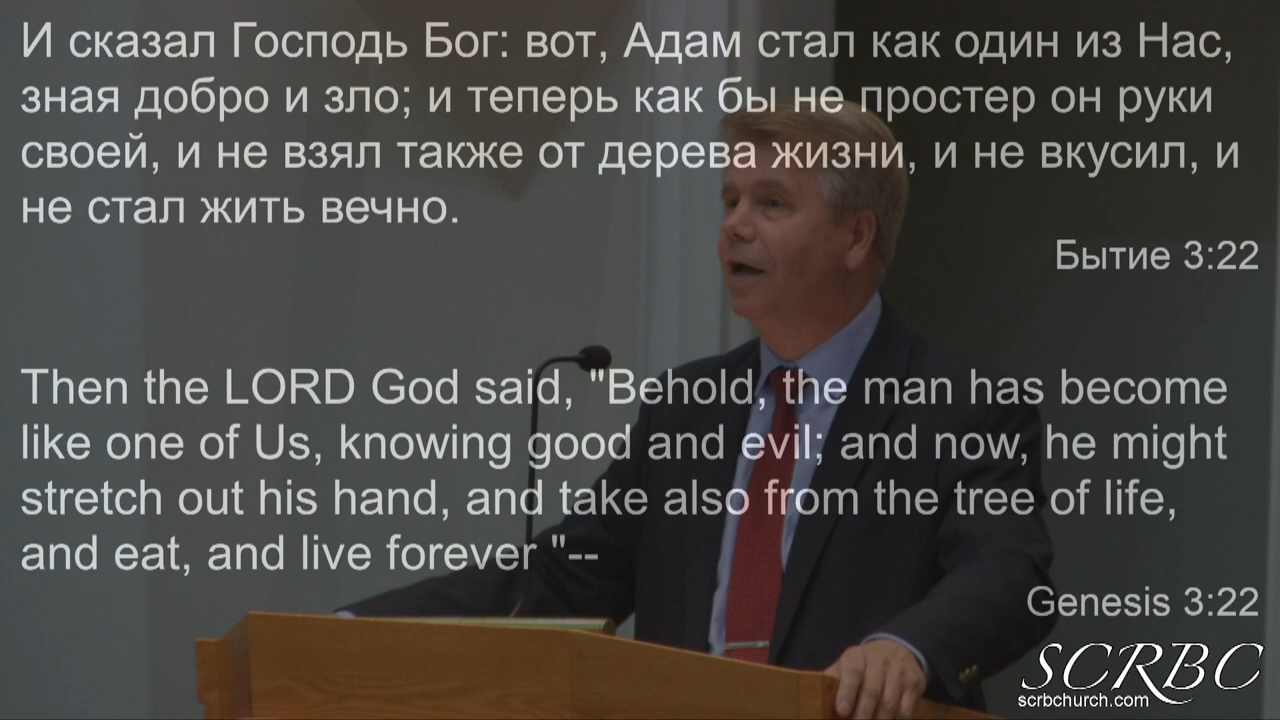 И сказал Господь Бог: вот, Адам стал как один из Нас,
зная добро и зло; и теперь как бы не простер он руки
своей, и не взял также от дерева жизни, и не вкусил, и
не стал жить вечно.
Бытие 3:22
Then the LORD God said, "Behold, the man has become
like one of Us, knowing good and evil; and now, he might
stretch out his hand, and take also from the tree of life,
and eat, and live forever "--
Genesis 3:22
SCRBC
scrbchurch.com